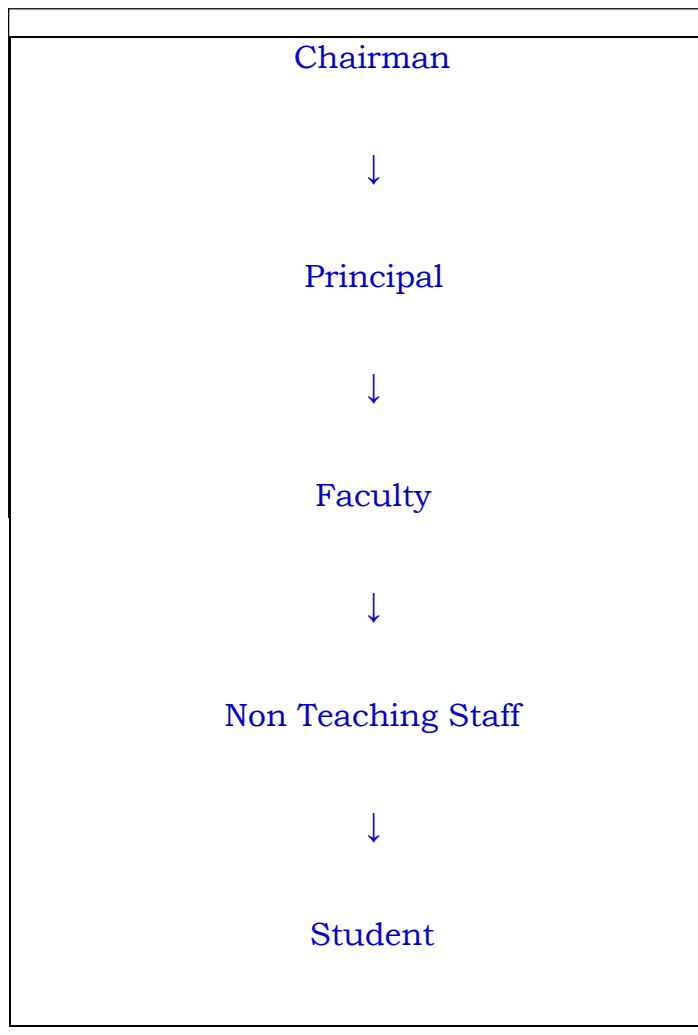 Chairman
↓
Principal
↓
Faculty
↓
Non Teaching Staff
↓
Student